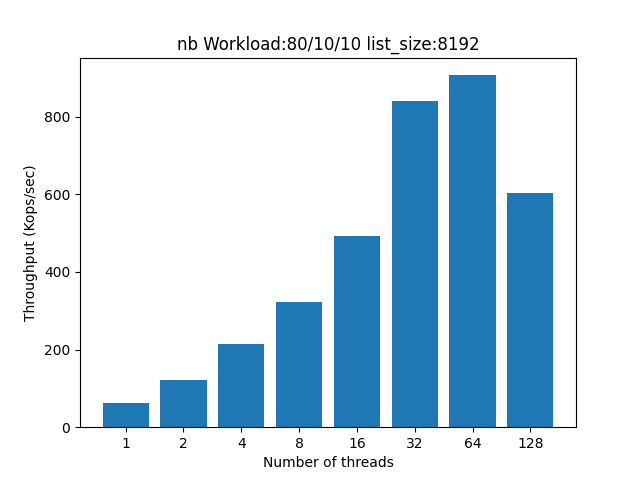 nb Workload:80/10/10 list_size:8192
Throughput (Kops/sec)
800
600
400
200
0
1 2 4 8 16 32 64 128
Number of threads